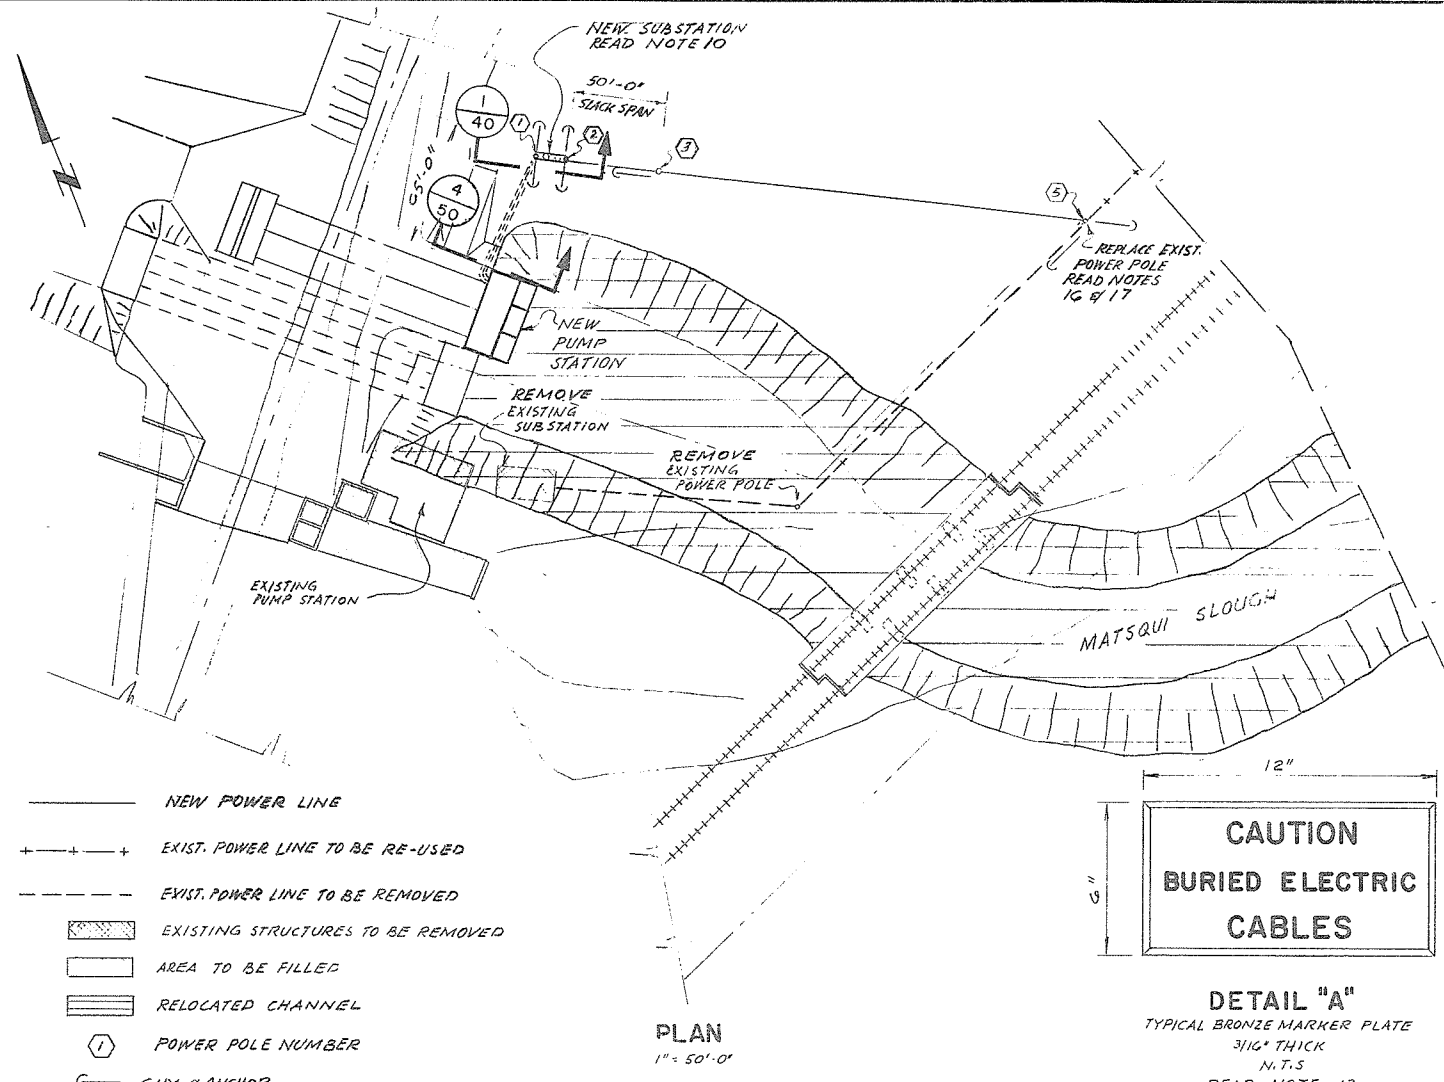 NEW SUBSTATION
READ NOTE 10
50'-0"
SLACK SPAN
1
40
1
2
3
4
50
5
REPLACE EXIST.
POWER POLE
READ NOTES
16 & 17
NEW
PUMP
STATION
REMOVE
EXISTING
SUBSTATION
REMOVE
EXISTING
POWER POLE
EXISTING
PUMP STATION
MATSQUI SLOUGH
NEW POWER LINE
EXIST. POWER LINE TO BE RE-USED
EXIST. POWER LINE TO BE REMOVED
EXISTING STRUCTURES TO BE REMOVED
AREA TO BE FILLED
RELOCATED CHANNEL
1
POWER POLE NUMBER
PLAN
1" = 50'-0"
12"
6"
CAUTION
BURIED ELECTRIC
CABLES
DETAIL "A"
TYPICAL BRONZE MARKER PLATE
3/16" THICK
N.T.S